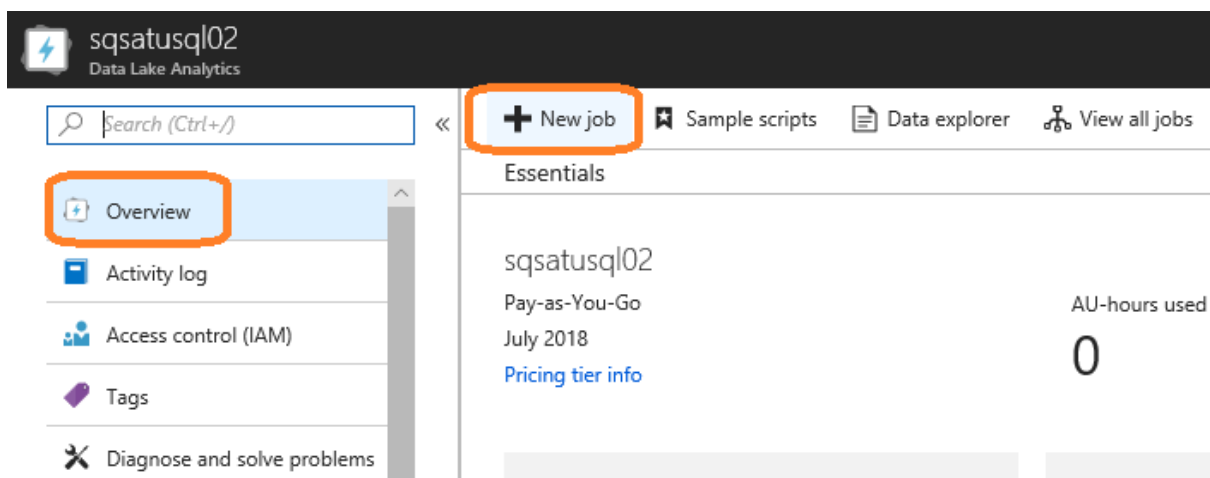 sqsatusql02
Data Lake Analytics
Search (Ctrl+/)
«
New job
Sample scripts
Data explorer
View all jobs
Essentials
Overview
Activity log
Access control (IAM)
Tags
Diagnose and solve problems
sqsatusql02
Pay-as-You-Go
July 2018
Pricing tier info
AU-hours used
0